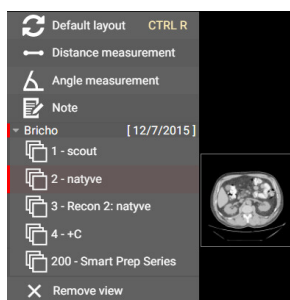 Default layout CTRL R
Distance measurement
Angle measurement
Note
Bricho [12/7/2015]
1 - scout
2 - natyve
3 - Recon 2: natyve
4 - +C
200 - Smart Prep Series
Remove view